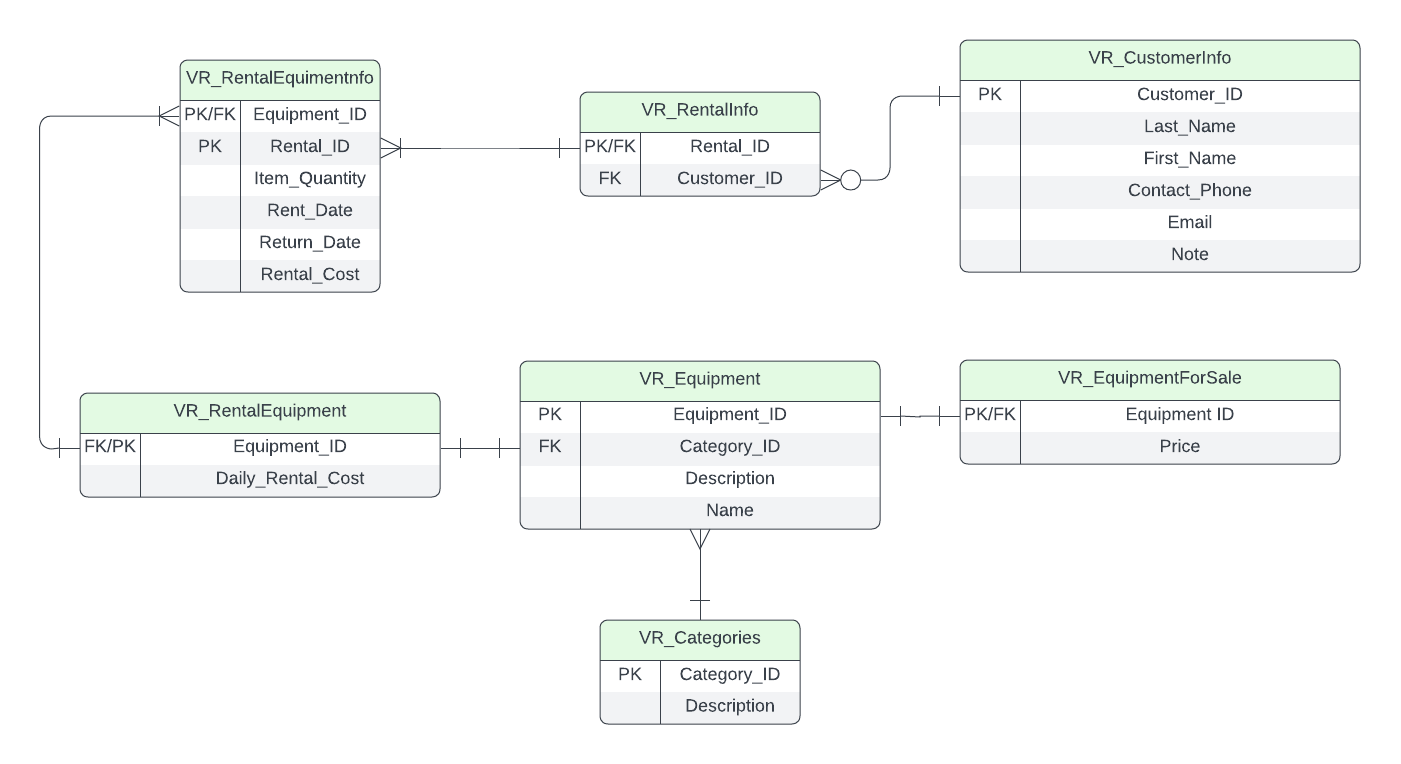 VR_RentalEquimentnfo
PK/FK Equipment_ID
PK Rental_ID
Item_Quantity
Rent_Date
Return_Date
Rental_Cost
VR_RentalInfo
PK/FK Rental_ID
FK Customer_ID
VR_CustomerInfo
PK Customer_ID
Last_Name
First_Name
Contact_Phone
Email
Note
VR_RentalEquipment
FK/PK Equipment_ID
Daily_Rental_Cost
VR_Equipment
PK Equipment_ID
FK Category_ID
Description
Name
VR_EquipmentForSale
PK/FK Equipment ID
Price
VR_Categories
PK Category_ID
Description